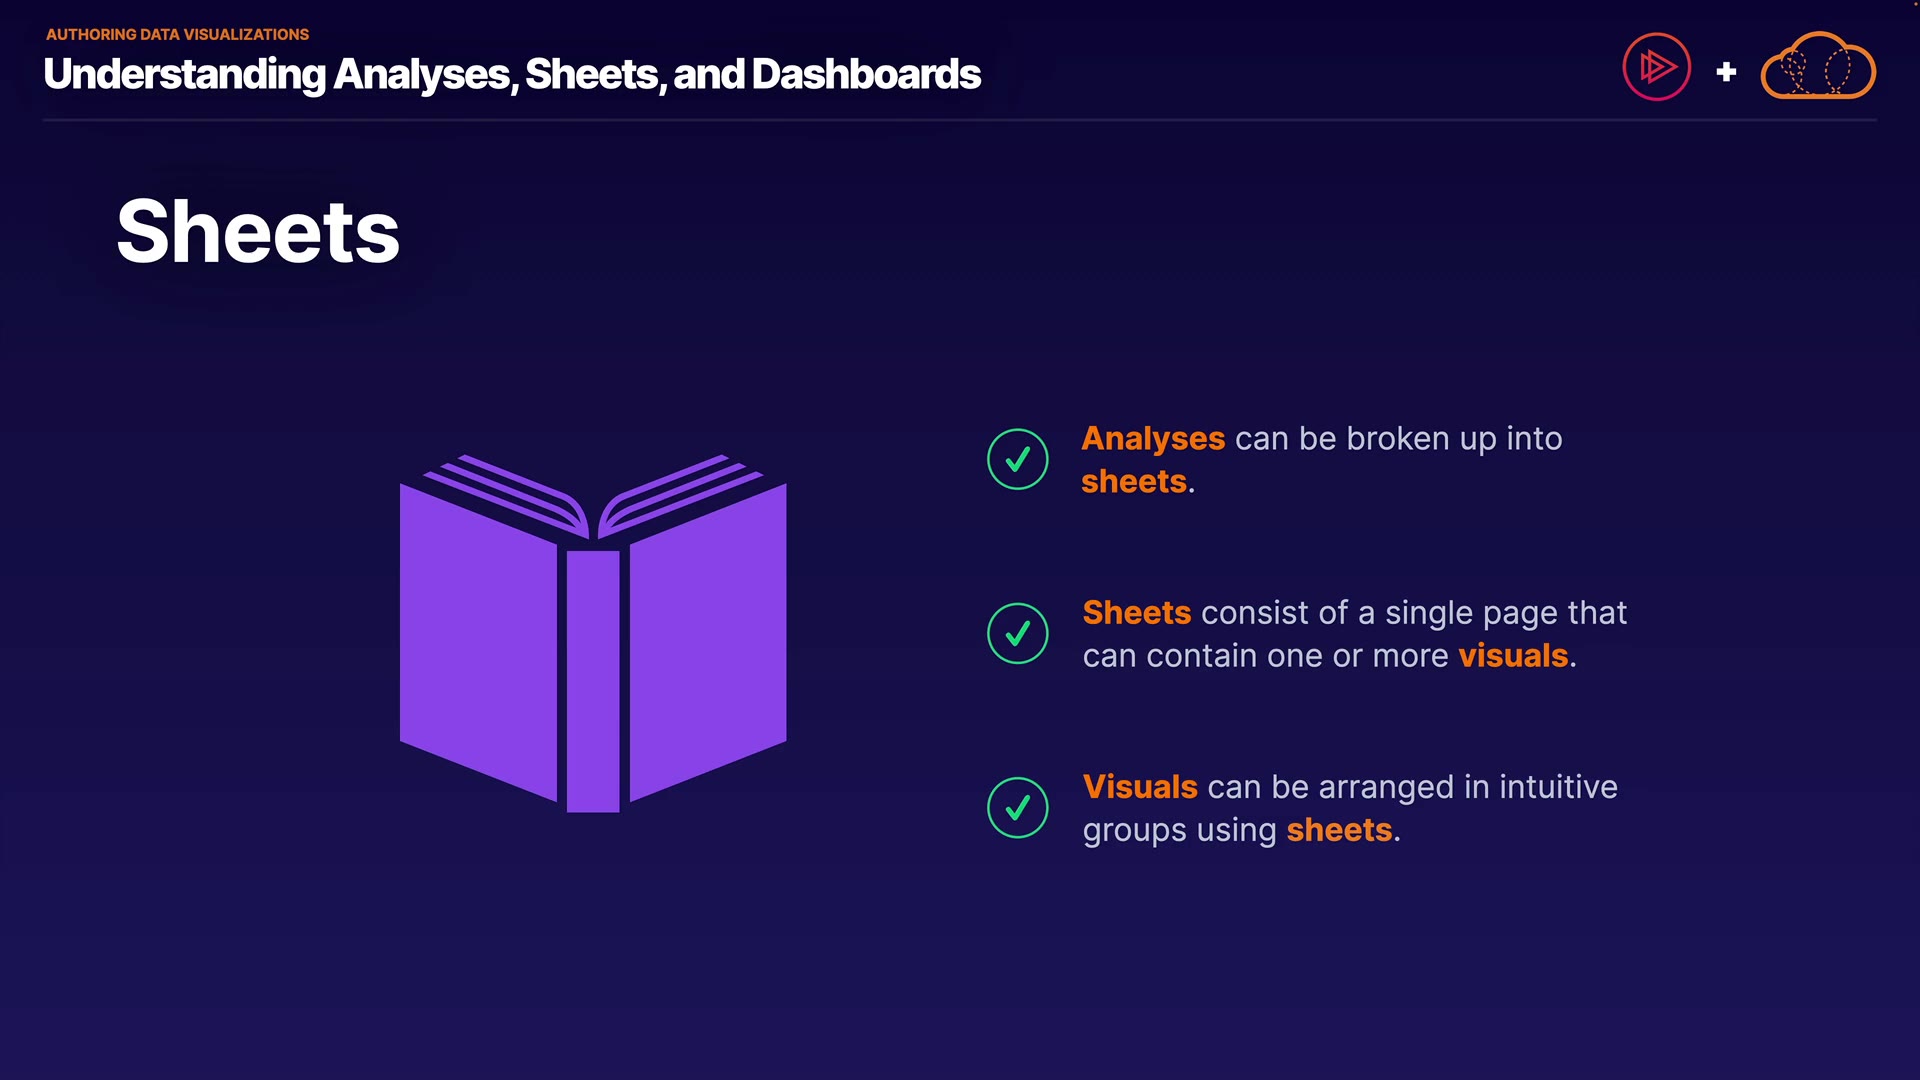 AUTHORING DATA VISUALIZATIONS
Understanding Analyses, Sheets, and Dashboards
+
Sheets
Analyses can be broken up into
sheets.
Sheets consist of a single page that
can contain one or more visuals.
Visuals can be arranged in intuitive
groups using sheets.